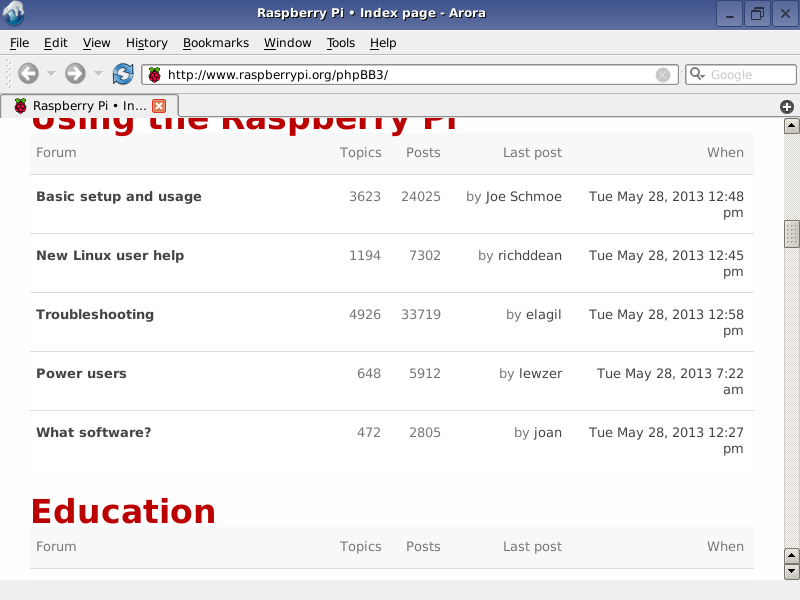 Raspberry Pi • Index page - Arora
File Edit View History Bookmarks Window Tools Help
http://www.raspberrypi.org/phpBB3/ Google
Raspberry Pi • In...
Using the Raspberry Pi
Forum Topics Posts Last post When
Basic setup and usage 3623 24025 by Joe Schmoe Tue May 28, 2013 12:48
pm
New Linux user help 1194 7302 by richddean Tue May 28, 2013 12:45
pm
Troubleshooting 4926 33719 by elagil Tue May 28, 2013 12:58
pm
Power users 648 5912 by lewzer Tue May 28, 2013 7:22
am
What software? 472 2805 by joan Tue May 28, 2013 12:27
pm
Education
Forum Topics Posts Last post When